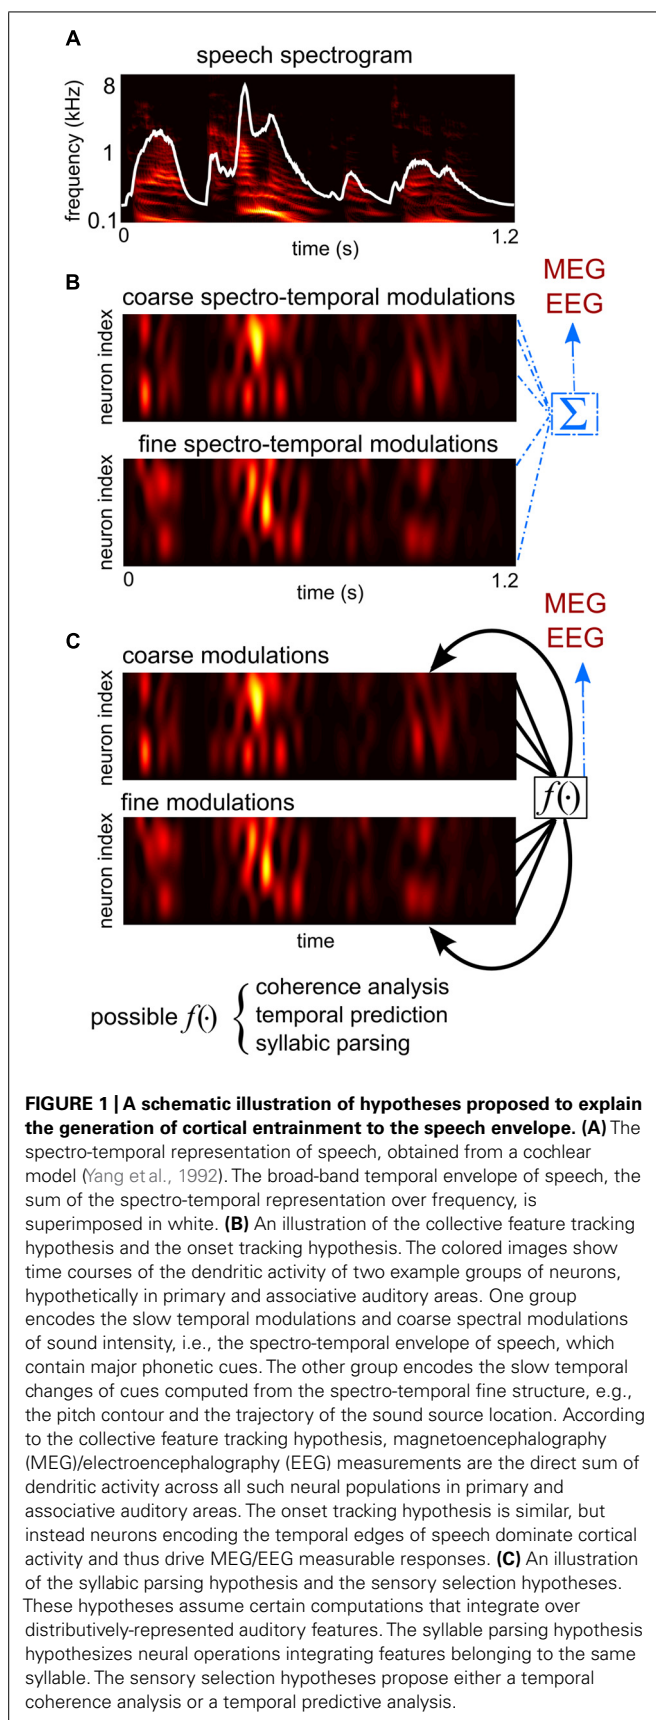 A
speech spectrogram
frequency (kHz)
8
1
0.1
0
1.2
time (s)
B
MEG
EEG
coarse spectro-temporal modulations
neuron index
Σ
fine spectro-temporal modulations
neuron index
0
1.2
time (s)
MEG
EEG
C
coarse modulations
neuron index
f(·)
fine modulations
neuron index
time
possible f(·) { coherence analysis
temporal prediction
syllabic parsing
FIGURE 1 | A schematic illustration of hypotheses proposed to explain
the generation of cortical entrainment to the speech envelope. (A) The
spectro-temporal representation of speech, obtained from a cochlear
model (Yang et al., 1992). The broad-band temporal envelope of speech, the
sum of the spectro-temporal representation over frequency, is
superimposed in white. (B) An illustration of the collective feature tracking
hypothesis and the onset tracking hypothesis. The colored images show
time courses of the dendritic activity of two example groups of neurons,
hypothetically in primary and associative auditory areas. One group
encodes the slow temporal modulations and coarse spectral modulations
of sound intensity, i.e., the spectro-temporal envelope of speech, which
contain major phonetic cues. The other group encodes the slow temporal
changes of cues computed from the spectro-temporal fine structure, e.g.,
the pitch contour and the trajectory of the sound source location. According
to the collective feature tracking hypothesis, magnetoencephalography
(MEG)/electroencephalography (EEG) measurements are the direct sum of
dendritic activity across all such neural populations in primary and
associative auditory areas. The onset tracking hypothesis is similar, but
instead neurons encoding the temporal edges of speech dominate cortical
activity and thus drive MEG/EEG measurable responses. (C) An illustration
of the syllabic parsing hypothesis and the sensory selection hypotheses.
These hypotheses assume certain computations that integrate over
distributively-represented auditory features. The syllable parsing hypothesis
hypothesizes neural operations integrating features belonging to the same
syllable. The sensory selection hypotheses propose either a temporal
coherence analysis or a temporal predictive analysis.